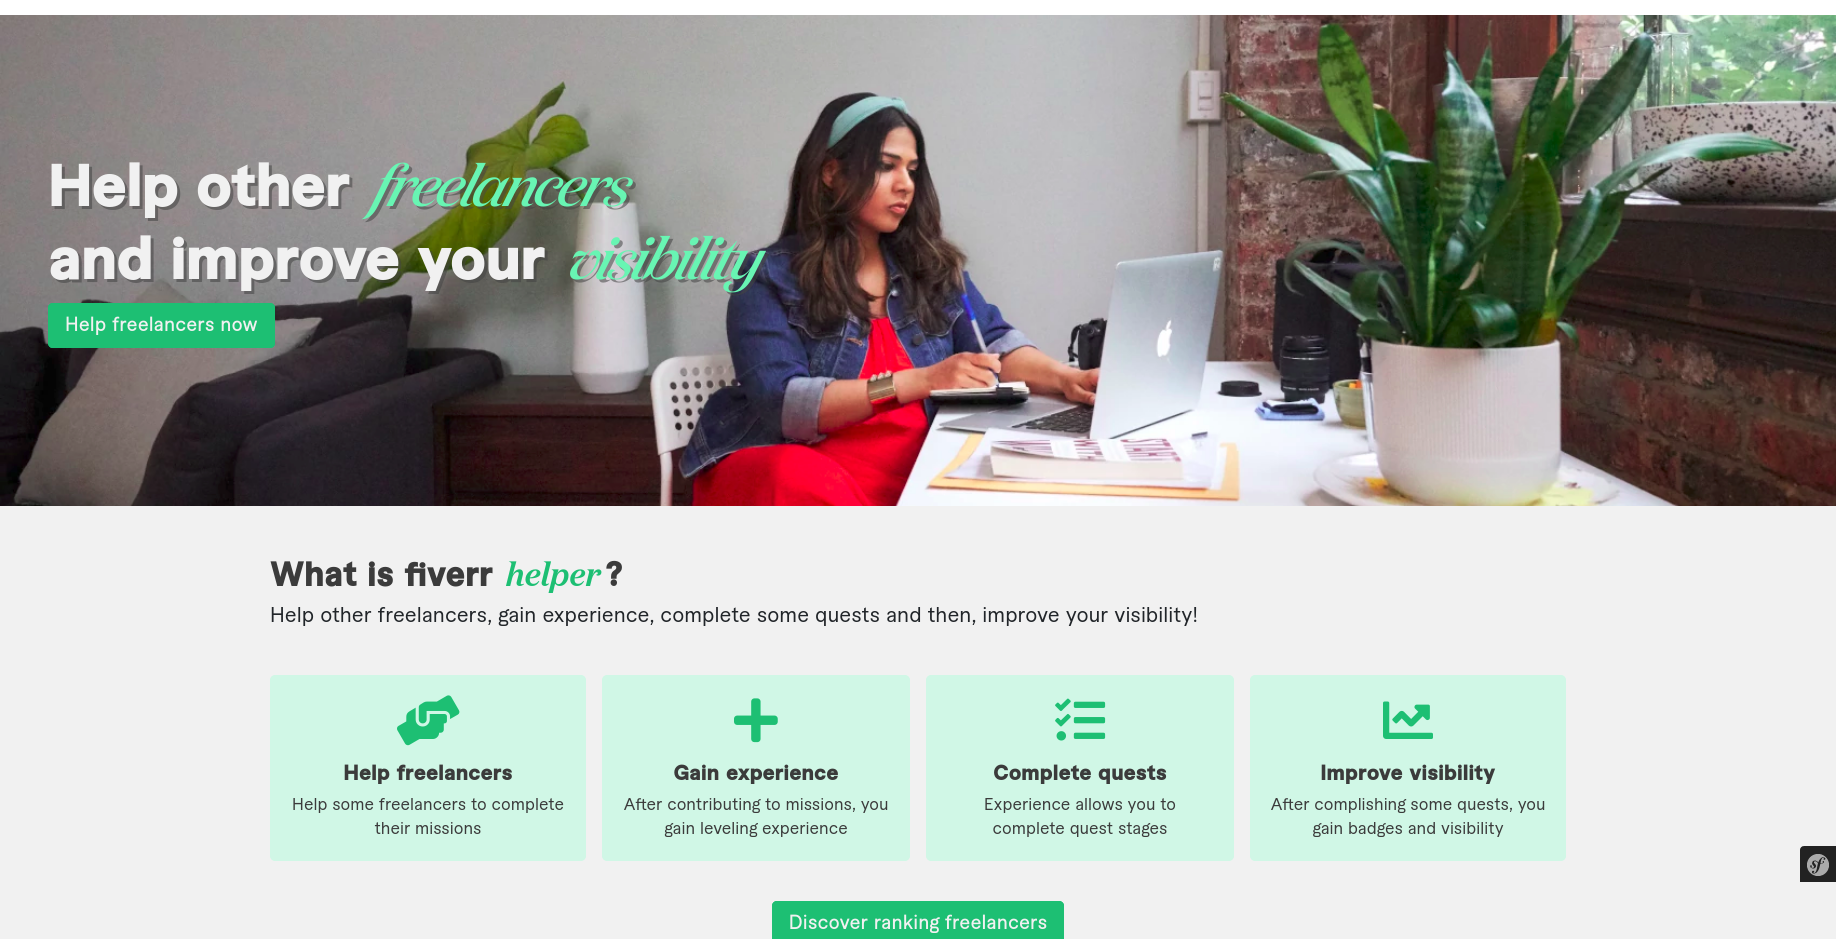 Help other freelancers
and improve your visibility
Help freelancers now
What is fiverr helper?
Help other freelancers, gain experience, complete some quests and then, improve your visibility!
Help freelancers
Help some freelancers to complete
their missions
Gain experience
After contributing to missions, you
gain leveling experience
Complete quests
Experience allows you to
complete quest stages
Improve visibility
After complishing some quests, you
gain badges and visibility
sf
Discover ranking freelancers